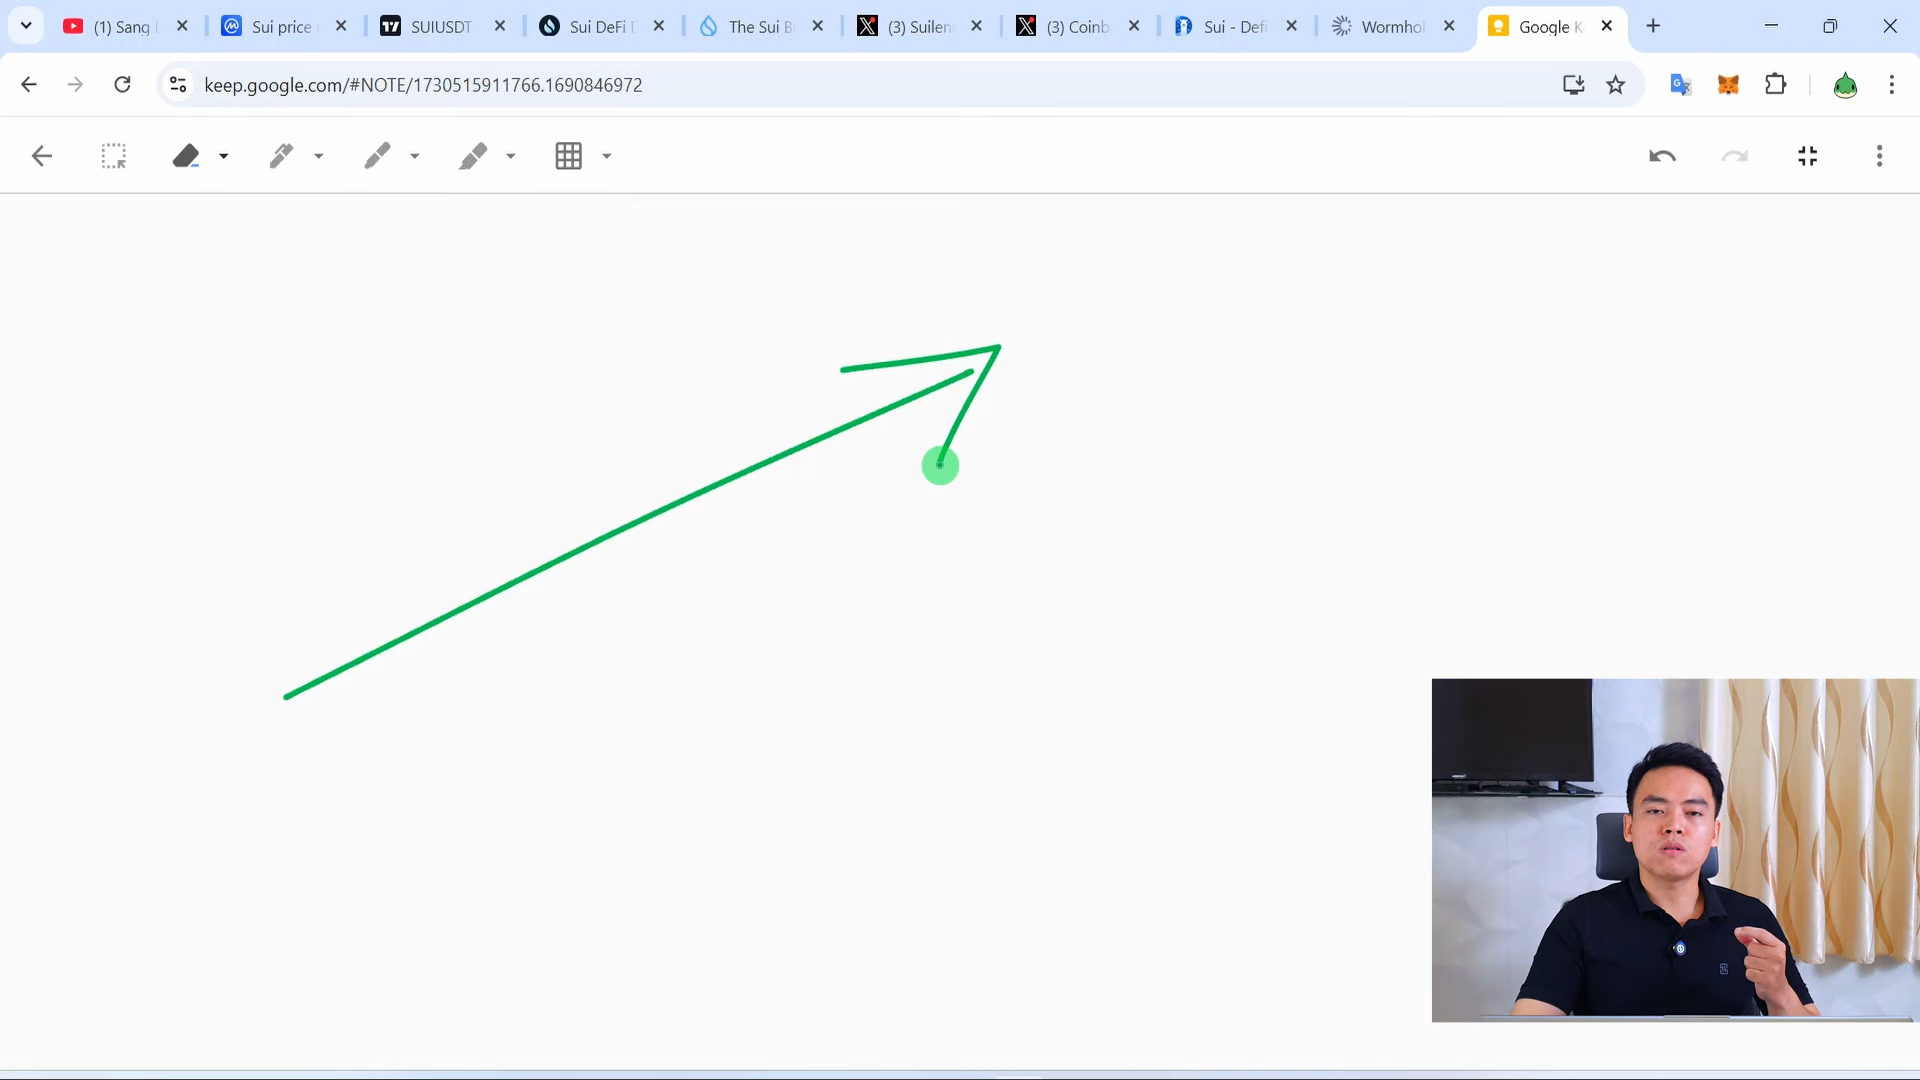 (1) Sang L
Sui price
SUIUSDT
Sui DeFi D
The Sui Bl
(3) Suilen
(3) Coinb
Sui - Defi
Wormhol
Google K
keep.google.com/#NOTE/1730515911766.1690846972